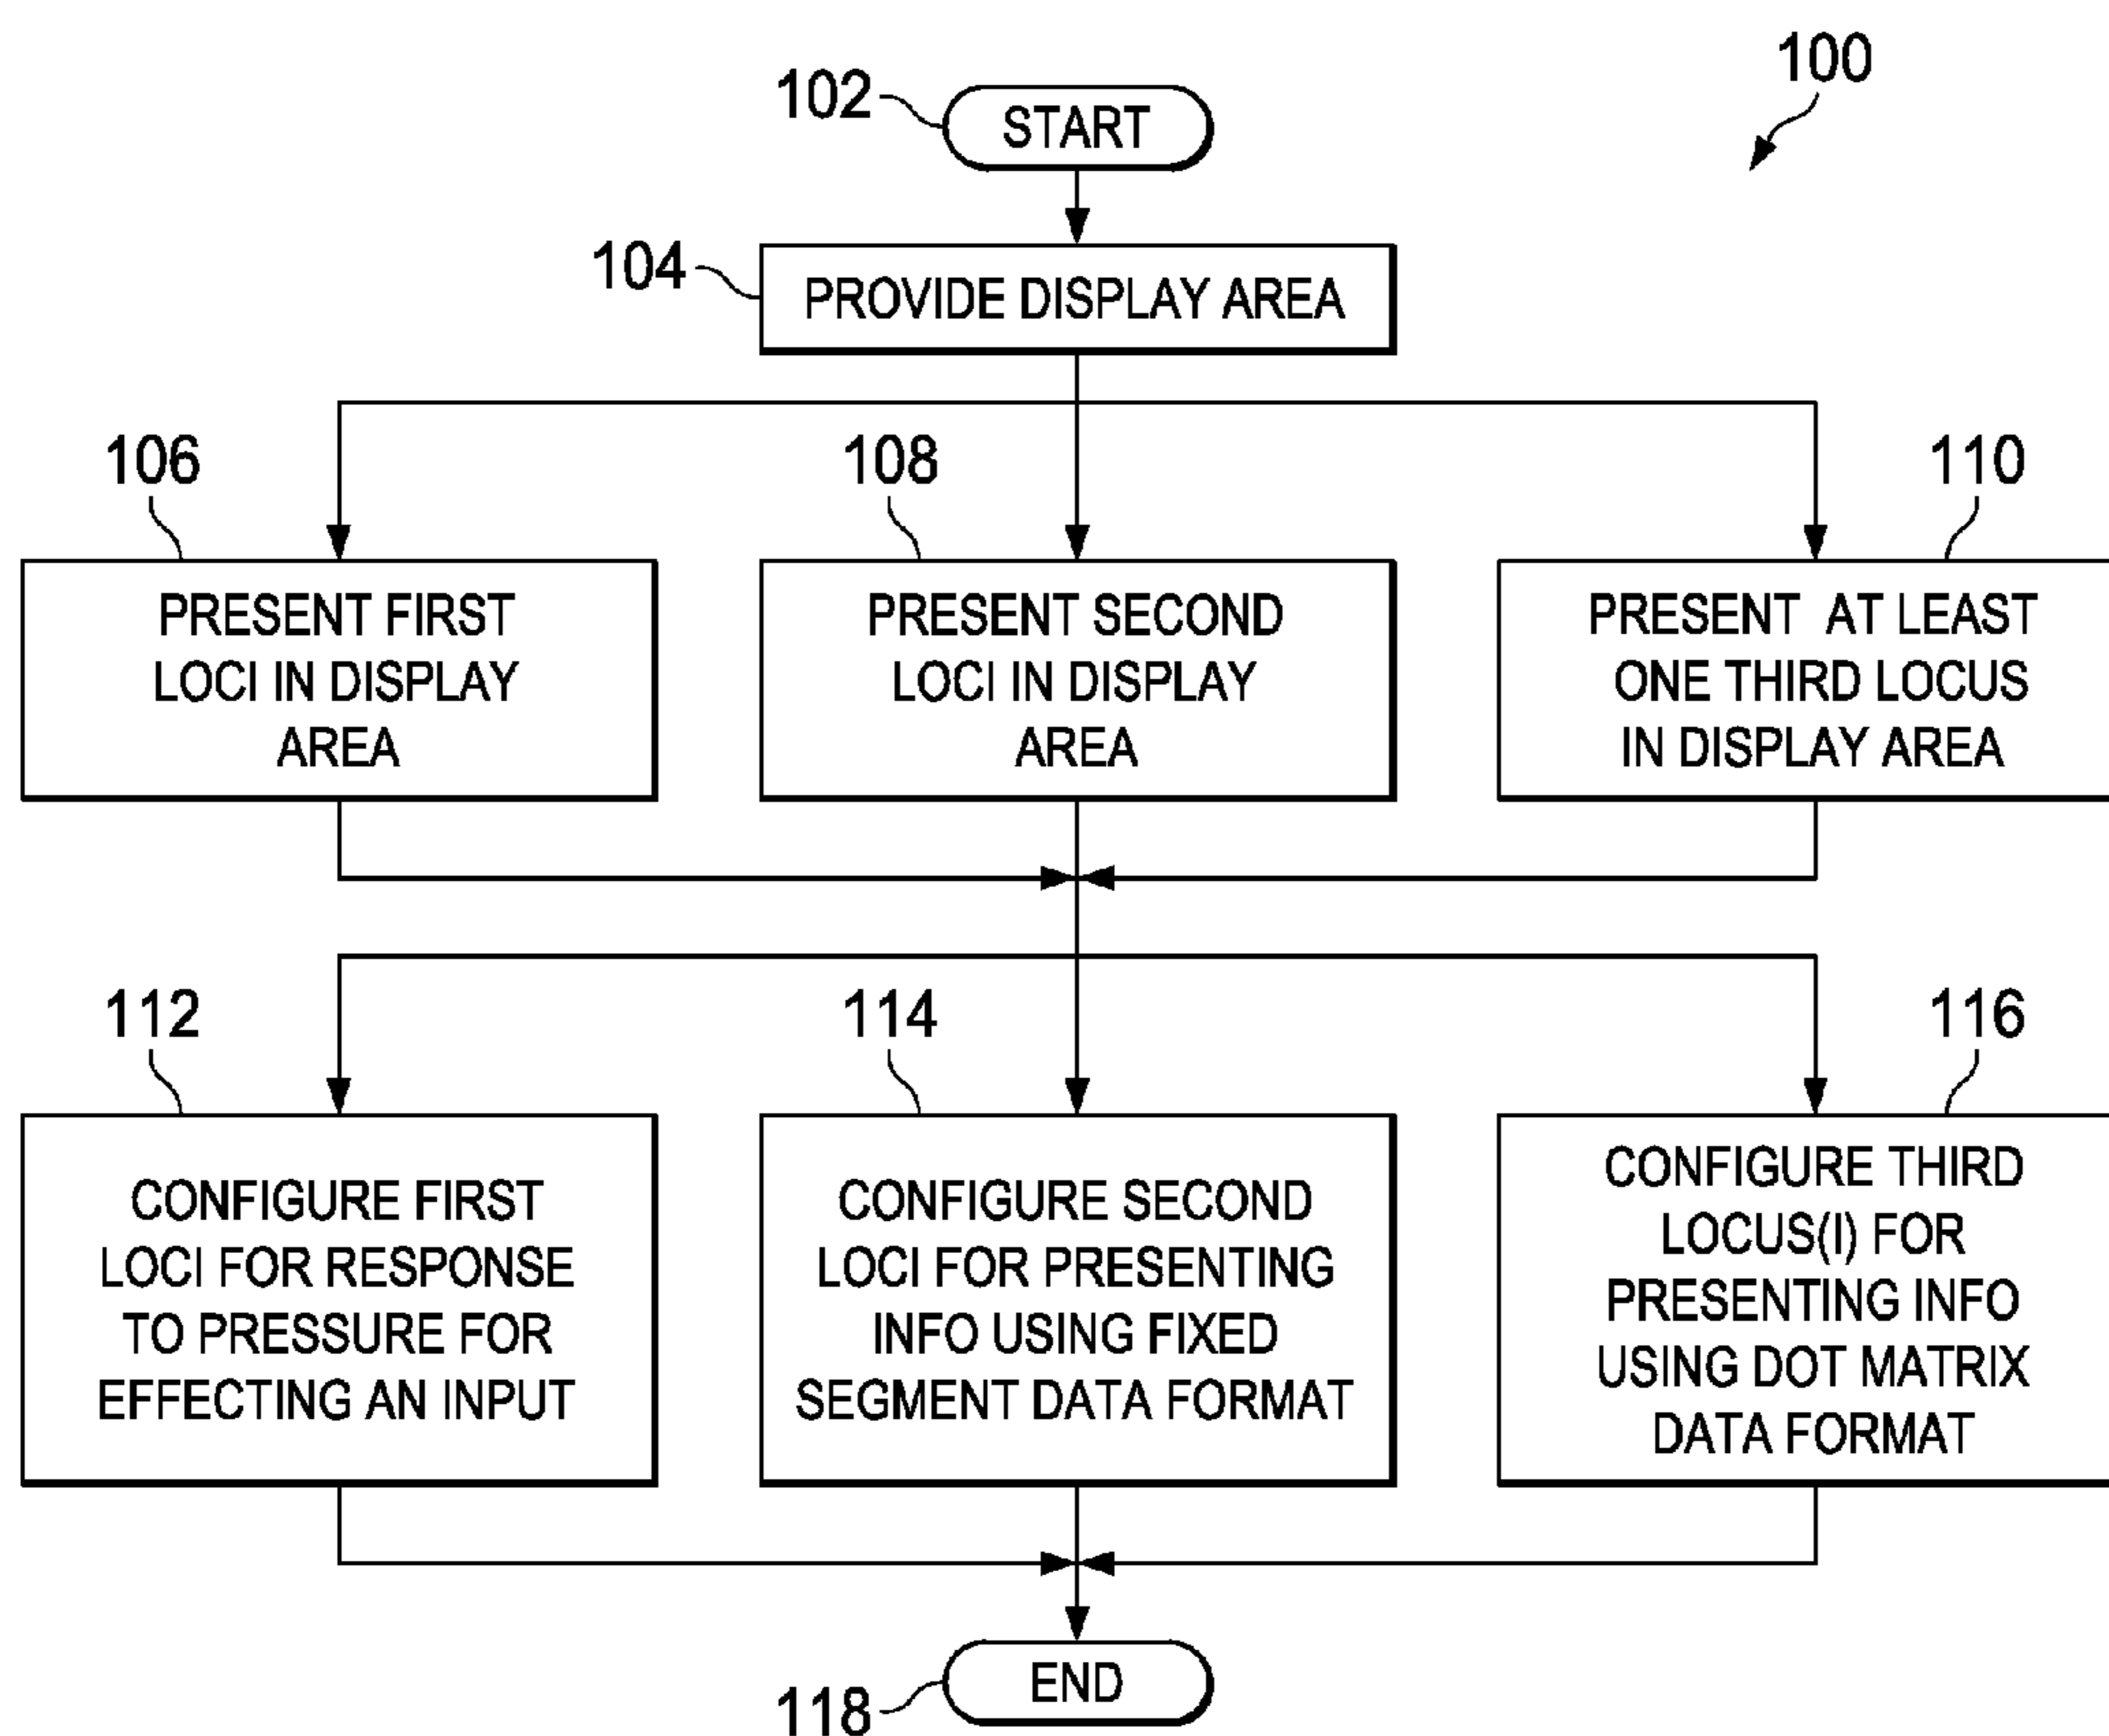 100
102
START
104
PROVIDE DISPLAY AREA
106
PRESENT FIRST
LOCI IN DISPLAY
AREA
108
PRESENT SECOND
LOCI IN DISPLAY
AREA
110
PRESENT AT LEAST
ONE THIRD LOCUS
IN DISPLAY AREA
112
CONFIGURE FIRST
LOCI FOR RESPONSE
TO PRESSURE FOR
EFFECTING AN INPUT
114
CONFIGURE SECOND
LOCI FOR PRESENTING
INFO USING FIXED
SEGMENT DATA FORMAT
116
CONFIGURE THIRD
LOCUS(I) FOR
PRESENTING INFO
USING DOT MATRIX
DATA FORMAT
END
118